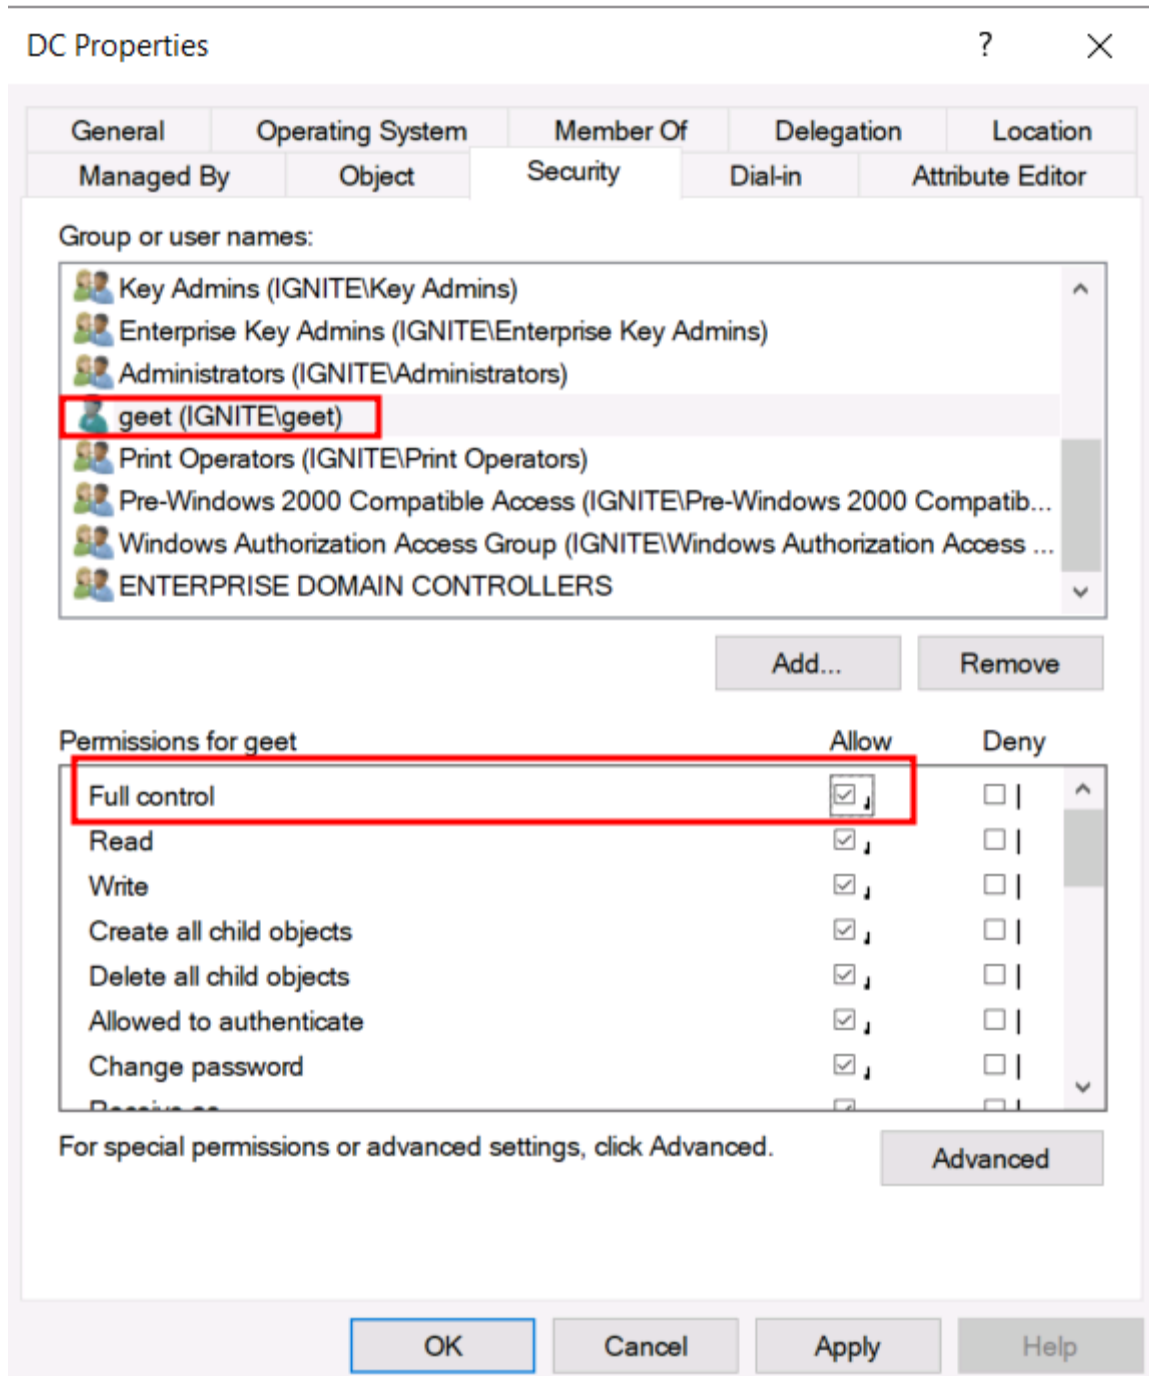 DC Properties
General Operating System Member Of Delegation Location
Managed By Object Security Dial-in Attribute Editor
Group or user names:
Key Admins (IGNITE\Key Admins)
Enterprise Key Admins (IGNITE\Enterprise Key Admins)
Administrators (IGNITE\Administrators)
geet (IGNITE\geet)
Print Operators (IGNITE\Print Operators)
Pre-Windows 2000 Compatible Access (IGNITE\Pre-Windows 2000 Compatib...
Windows Authorization Access Group (IGNITE\Windows Authorization Access ...
ENTERPRISE DOMAIN CONTROLLERS
Add... Remove
Permissions for geet Allow Deny
Full control
Read
Write
Create all child objects
Delete all child objects
Allowed to authenticate
Change password
For special permissions or advanced settings, click Advanced.
Advanced
OK Cancel Apply Help